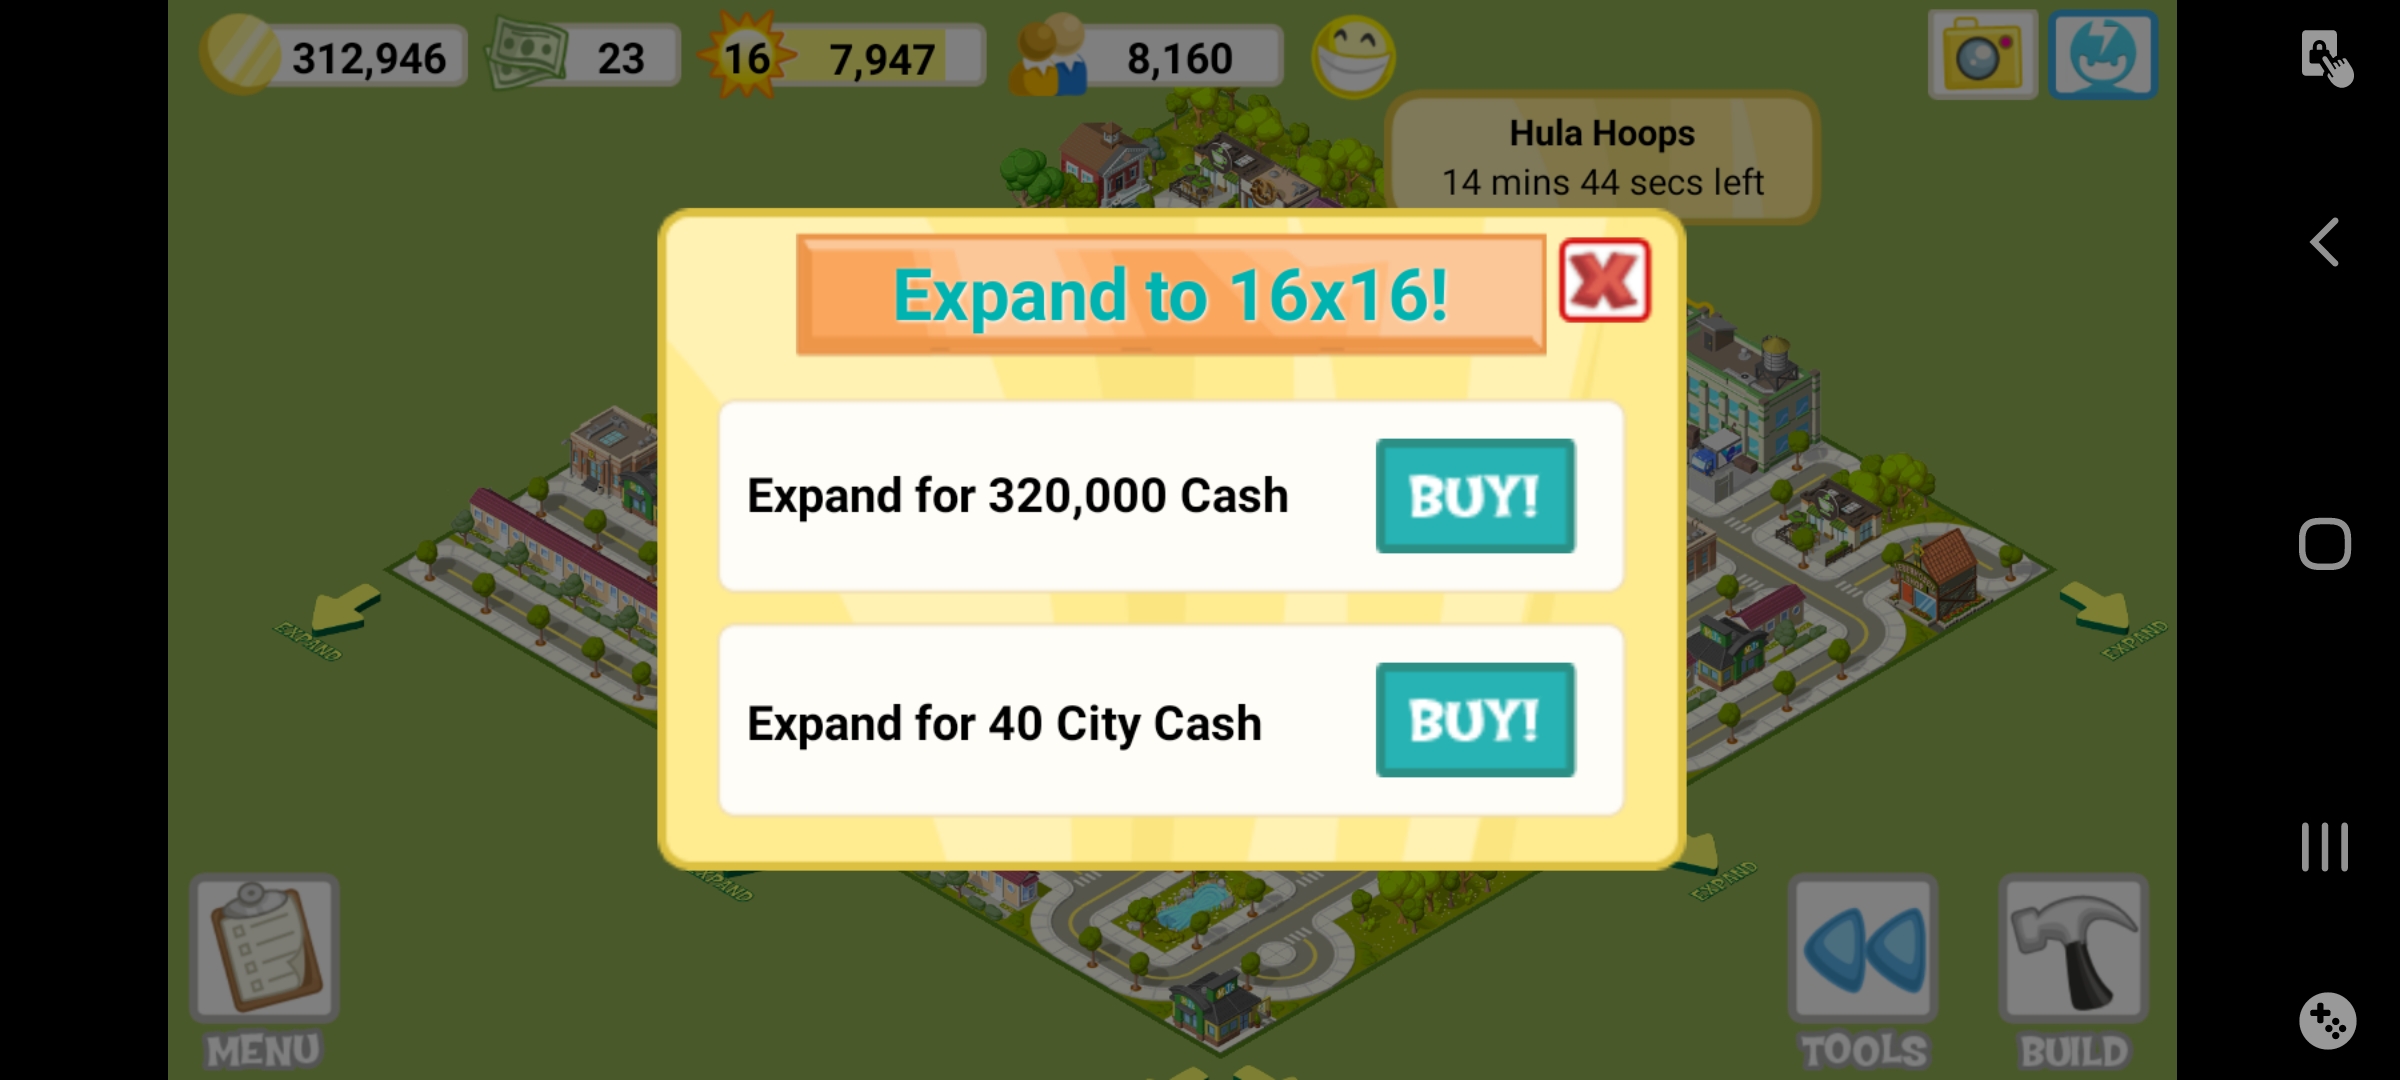 312,946
23
16
7,947
8,160
Hula Hoops
14 mins 44 secs left
Expand to 16x16!
X
Expand for 320,000 Cash
BUY!
Expand for 40 City Cash
BUY!
EXPAND
EXPAND
EXPAND
EXPAND
MENU
TOOLS
BUILD